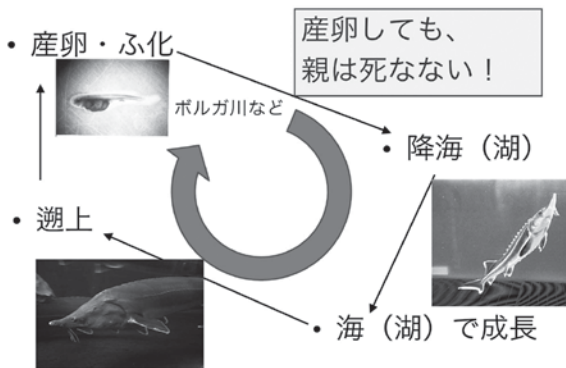 • 産卵・ふ化
産卵しても、
親は死なない！
ボルガ川など
• 降海（湖）
• 遡上
• 海（湖）で成長